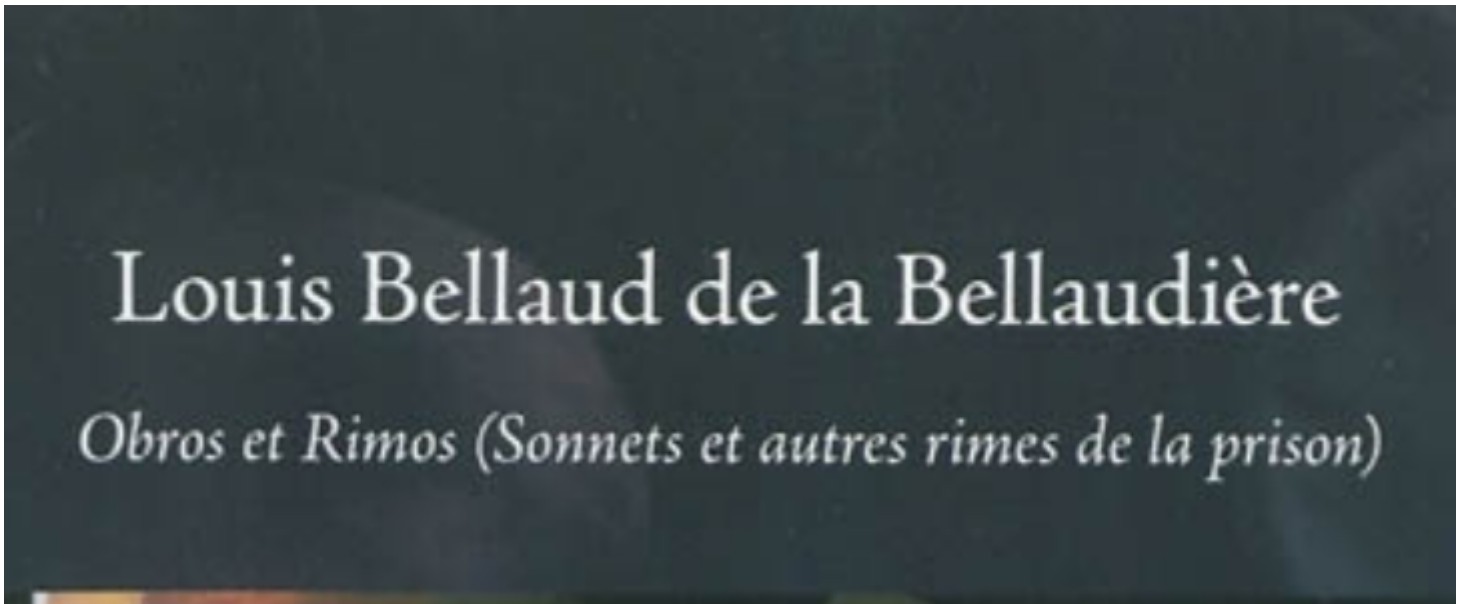 Louis Bellaud de la Bellaudière
Obros et Rimos (Sonnets et autres rimes de la prison)